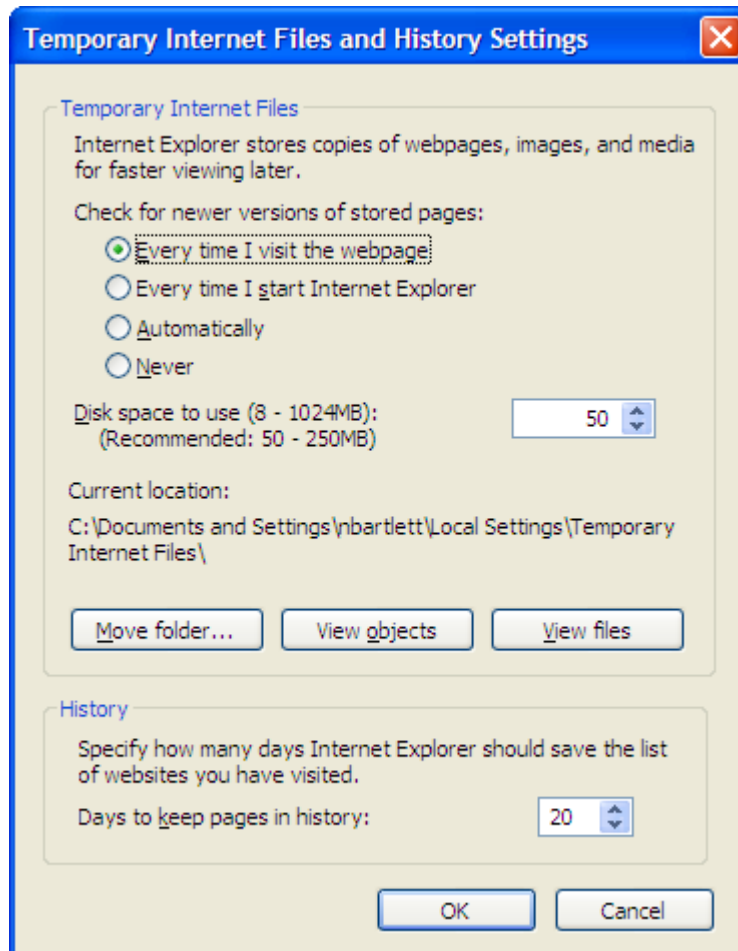 Temporary Internet Files and History Settings
Temporary Internet Files
Internet Explorer stores copies of webpages, images, and media
for faster viewing later.
Check for newer versions of stored pages:
Every time I visit the webpage
Every time I start Internet Explorer
Automatically
Never
Disk space to use (8 - 1024MB):
(Recommended: 50 - 250MB)
50
Current location:
C:\Documents and Settings\nbartlett\Local Settings\Temporary
Internet Files\
Move folder... View objects View files
History
Specify how many days Internet Explorer should save the list
of websites you have visited.
Days to keep pages in history: 20
OK Cancel